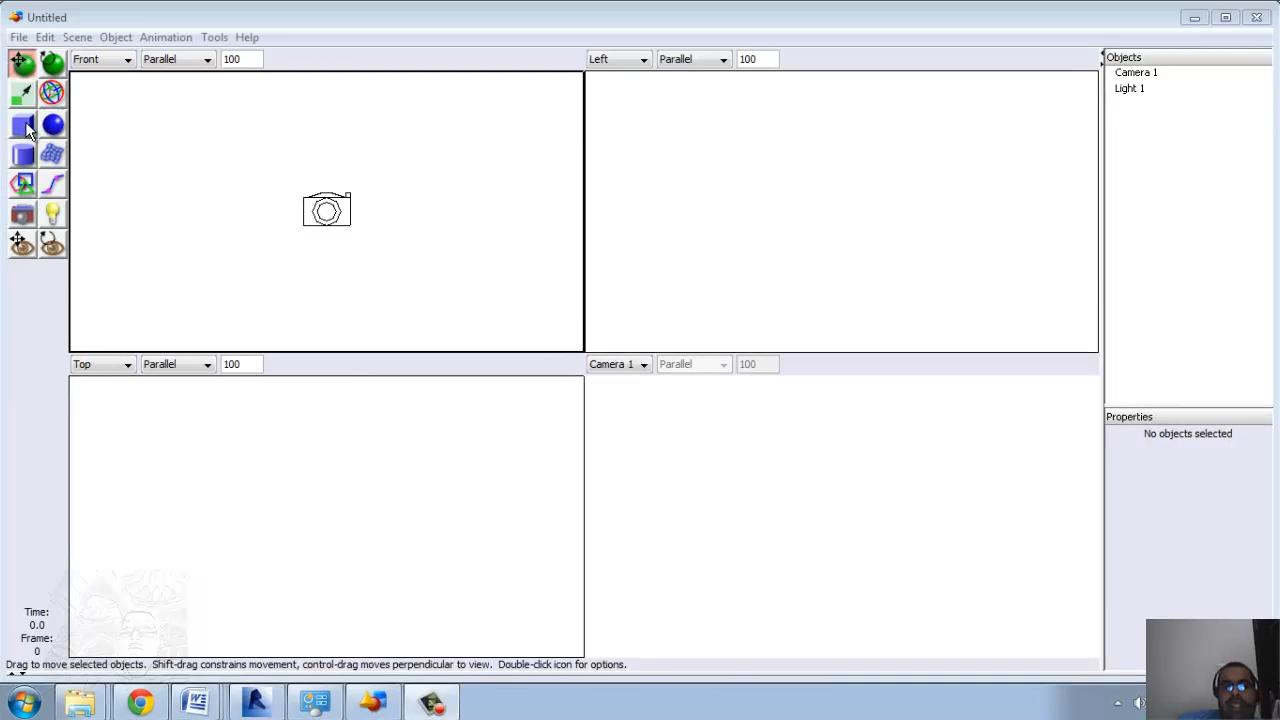 Untitled
File Edit Scene Object Animation Tools Help
Front Parallel 100 Left Parallel 100
Objects
Camera 1
Light 1
Top Parallel 100 Camera 1 Parallel 100
Properties
No objects selected
Time:
0.0
Frame:
0
Drag to move selected objects. Shift-drag constrains movement, control-drag moves perpendicular to view. Double-click icon for options.